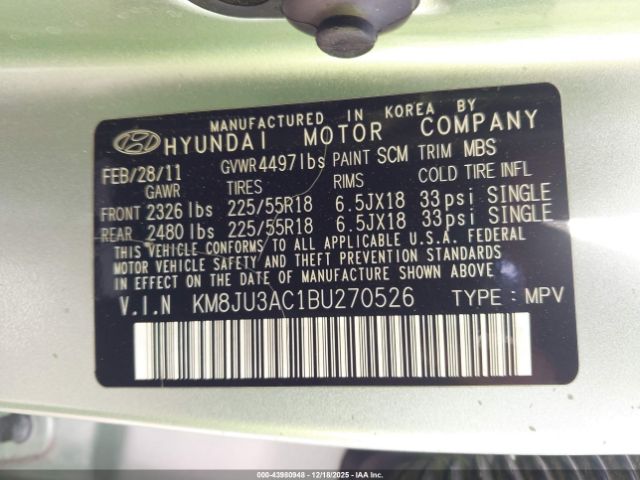 MANUFACTURED IN KOREA BY
HYUNDAI MOTOR COMPANY
FEB/28/11 GVWR 4497lbs PAINT SCM TRIM MBS
GAWR TIRES RIMS COLD TIRE INFL
FRONT 2326 lbs 225/55R18 6.5JX18 33psi SINGLE
REAR 2480 lbs 225/55R18 6.5JX18 33psi SINGLE
THIS VEHICLE CONFORMS TO ALL APPLICABLE U.S.A. FEDERAL
MOTOR VEHICLE SAFETY AND THEFT PREVENTION STANDARDS
IN EFFECT ON THE DATE OF MANUFACTURE SHOWN ABOVE.
V.I.N KM8JU3AC1BU270526 TYPE : MPV
000-43980948 - 12/18/2025 - IAA Inc.